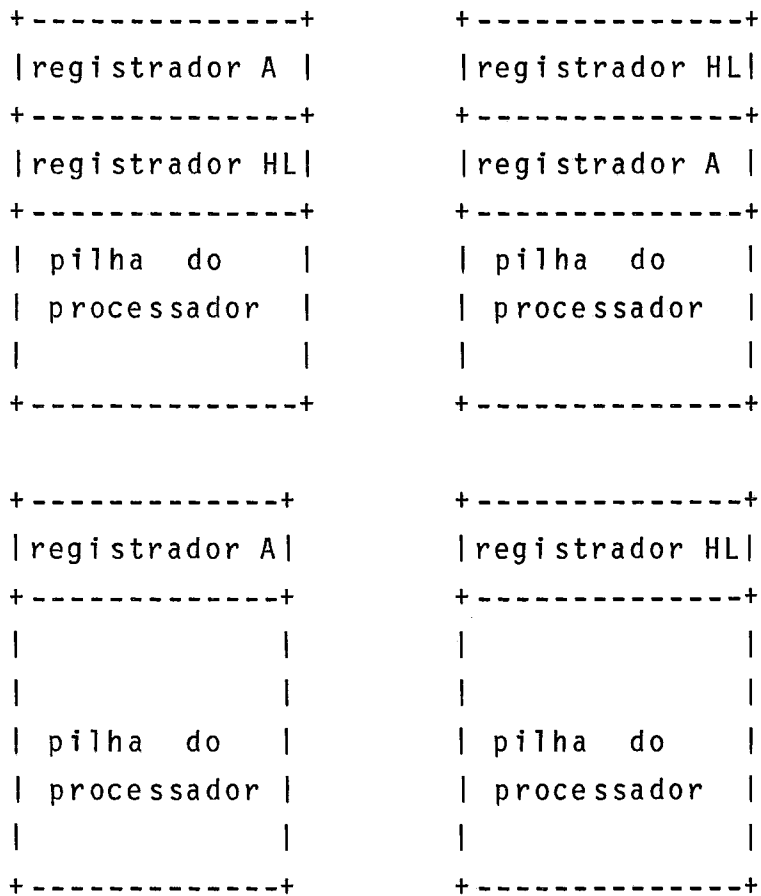 +--------------+ +--------------+
|registrador A | |registrador HL|
+--------------+ +--------------+
|registrador HL| |registrador A |
+--------------+ +--------------+
| pilha do | | pilha do |
| processador | | processador |
| | | |
+--------------+ +--------------+
+-------------+ +--------------+
|registrador A| |registrador HL|
+-------------+ +--------------+
| | | |
| | | |
| pilha do | | pilha do |
| processador | | processador |
| | | |
+-------------+ +--------------+